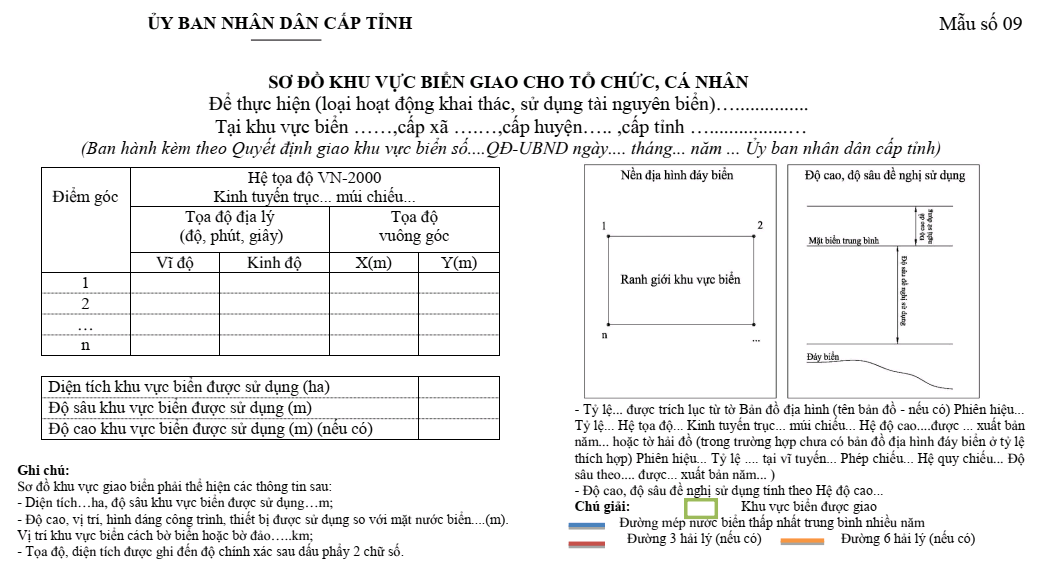 ỦY BAN NHÂN DÂN CẤP TỈNH
Mẫu số 09
SƠ ĐỒ KHU VỰC BIỂN GIAO CHO TỔ CHỨC, CÁ NHÂN
Để thực hiện (loại hoạt động khai thác, sử dụng tài nguyên biển)…...............
Tại khu vực biển ……,cấp xã …….,cấp huyện….. ,cấp tỉnh …................…
(Ban hành kèm theo Quyết định giao khu vực biển số....QĐ-UBND ngày.... tháng... năm ... Ủy ban nhân dân cấp tỉnh)
Điểm góc
Hệ tọa độ VN-2000
Kinh tuyến trục... múi chiếu...
Tọa độ địa lý
(độ, phút, giây)
Tọa độ
vuông góc
Vĩ độ
Kinh độ
X(m)
Y(m)
1
2
…
n
Diện tích khu vực biển được sử dụng (ha)
Độ sâu khu vực biển được sử dụng (m)
Độ cao khu vực biển được sử dụng (m) (nếu có)
Ghi chú:
Sơ đồ khu vực giao biển phải thể hiện các thông tin sau:
- Diện tích…ha, độ sâu khu vực biển được sử dụng…m;
- Độ cao, vị trí, hình dáng công trình, thiết bị được sử dụng so với mặt nước biển....(m).
Vị trí khu vực biển cách bờ biển hoặc bờ đảo…..km;
- Tọa độ, diện tích được ghi đến độ chính xác sau dấu phẩy 2 chữ số.
Nền địa hình đáy biển
1
2
Ranh giới khu vực biển
n
...
Độ cao, độ sâu đề nghị sử dụng
Độ cao đề
nghị sử dụng
Mặt biển trung bình
Độ sâu đề nghị sử dụng
Đáy biển
- Tỷ lệ... được trích lục từ tờ Bản đồ địa hình (tên bản đồ - nếu có) Phiên hiệu...
Tỷ lệ... Hệ tọa độ... Kinh tuyến trục... múi chiếu... Hệ độ cao....được ... xuất bản
năm... hoặc tờ hải đồ (trong trường hợp chưa có bản đồ địa hình đáy biển ở tỷ lệ
thích hợp) Phiên hiệu... Tỷ lệ .... tại vĩ tuyến... Phép chiếu... Hệ quy chiếu... Độ
sâu theo.... được... xuất bản năm... )
- Độ cao, độ sâu đề nghị sử dụng tính theo Hệ độ cao...
Chú giải:
Khu vực biển được giao
Đường mép nước biển thấp nhất trung bình nhiều năm
Đường 3 hải lý (nếu có)
Đường 6 hải lý (nếu có)